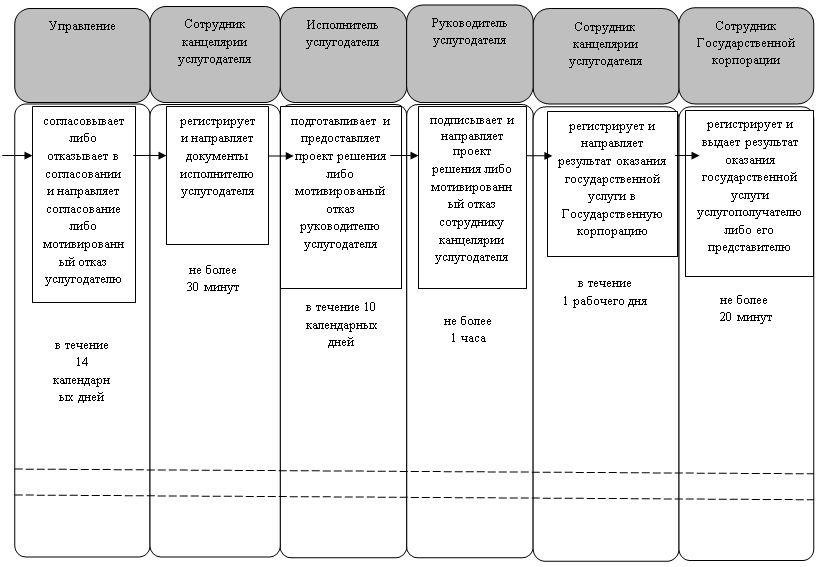 Управление
Сотрудник
канцелярии
услугодателя
Исполнитель
услугодателя
Руководитель
услугодателя
Сотрудник
канцелярии
услугодателя
Сотрудник
Государственной
корпорации
согласовывает
либо
отказывает в
согласовании
и направляет
согласование
либо
мотивированн
ый отказ
услугодателю
в течение
14
календарн
ых дней
регистрирует
и направляет
документы
исполнителю
услугодателя
не более
30 минут
подготавливает и
предоставляет
проект решения
либо
мотивированый
отказ
руководителю
услугодателя
в течение 10
календарных
дней
подписывает и
направляет
проект
решения либо
мотивированн
ый отказ
сотруднику
канцелярии
услугодателя
не более
1 часа
регистрирует и
направляет
результат оказания
государственной
услуги в
Государственную
корпорацию
в течение
1 рабочего дня
регистрирует и
выдает результат
оказания
государственной
услуги
услугополучателю
либо его
представителю
не более
20 минут